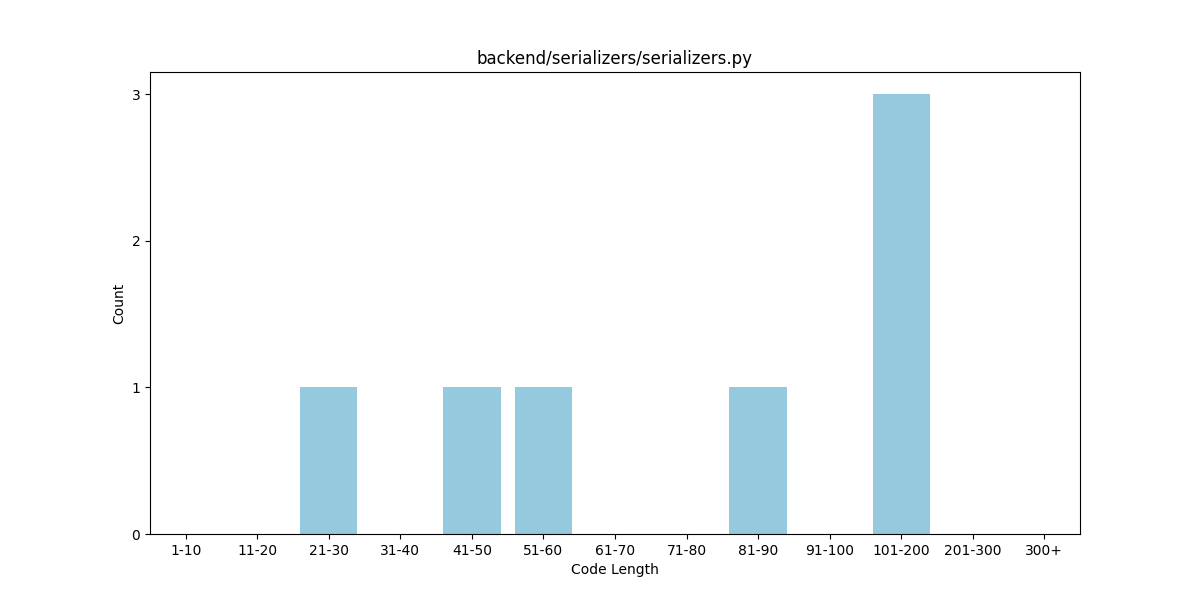 backend/serializers/serializers.py
3
2
1
0
Count
1-10 11-20 21-30 31-40 41-50 51-60 61-70 71-80 81-90 91-100 101-200 201-300 300+
Code Length